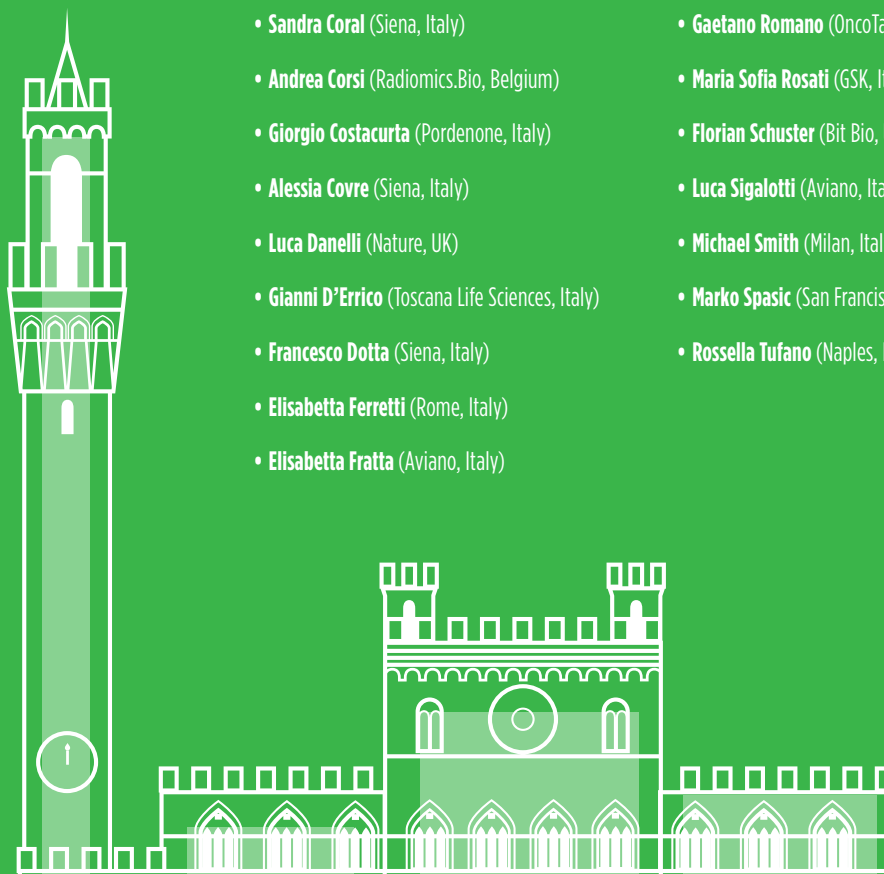 • Sandra Coral (Siena, Italy)
• Andrea Corsi (Radiomics.Bio, Belgium)
• Giorgio Costacurta (Pordenone, Italy)
• Alessia Covre (Siena, Italy)
• Luca Danelli (Nature, UK)
• Gianni D’Errico (Toscana Life Sciences, Italy)
• Francesco Dotta (Siena, Italy)
• Elisabetta Ferretti (Rome, Italy)
• Elisabetta Fratta (Aviano, Italy)
• Gaetano Romano (
• Maria Sofia Rosati (GSK,
• Florian Schuster (Bit Bio,
• Luca Sigalotti (Aviano,
• Michael Smith (Milan,
• Marko Spasic (San
• Rossella Tufano (Naples,